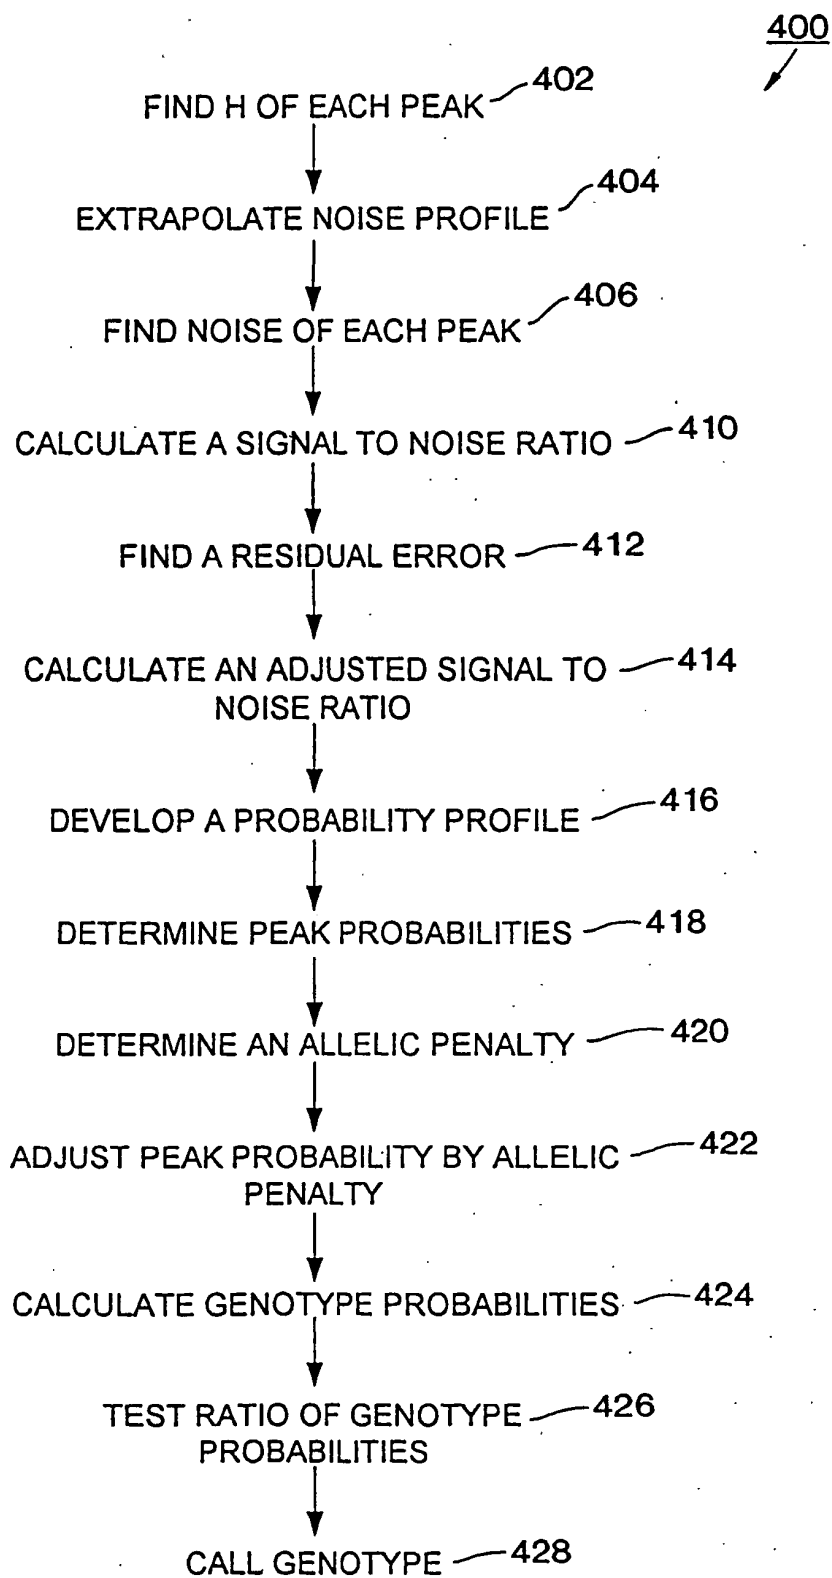 400
FIND H OF EACH PEAK 402
EXTRAPOLATE NOISE PROFILE 404
FIND NOISE OF EACH PEAK 406
CALCULATE A SIGNAL TO NOISE RATIO 410
FIND A RESIDUAL ERROR 412
CALCULATE AN ADJUSTED SIGNAL TO 414
NOISE RATIO
DEVELOP A PROBABILITY PROFILE 416
DETERMINE PEAK PROBABILITIES 418
DETERMINE AN ALLELIC PENALTY 420
ADJUST PEAK PROBABILITY BY ALLELIC 422
PENALTY
CALCULATE GENOTYPE PROBABILITIES 424
TEST RATIO OF GENOTYPE 426
PROBABILITIES
CALL GENOTYPE 428